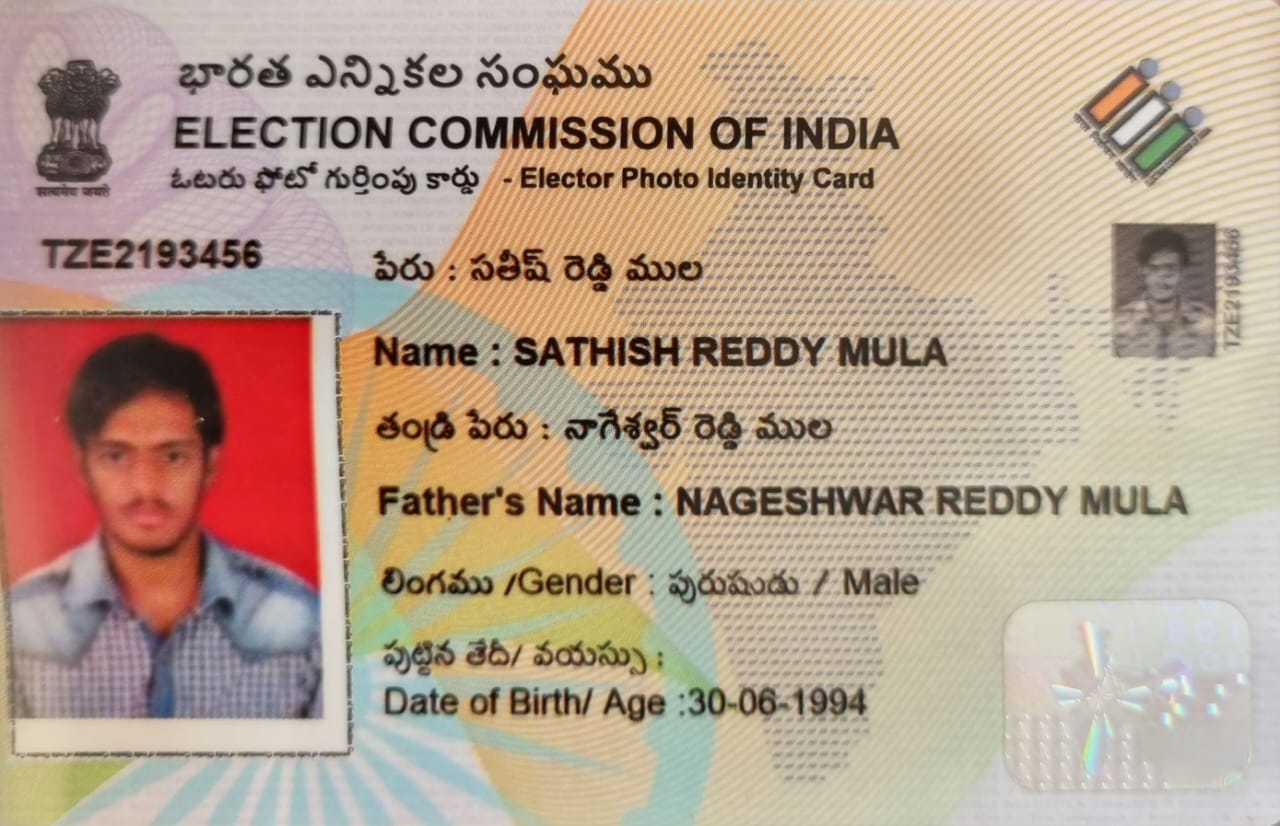 భారత ఎన్నికల సంఘము
ELECTION COMMISSION OF INDIA
ఓటరు ఫోటో గుర్తింపు కార్డు - Elector Photo Identity Card
सत्यमेव जयते
TZE2193456
పేరు : సతీష్ రెడ్డి ముల
TZE2193456
Name : SATHISH REDDY MULA
తండ్రి పేరు : నాగేశ్వర్ రెడ్డి ముల
Father's Name : NAGESHWAR REDDY MULA
లింగము /Gender : పురుషుడు / Male
పుట్టిన తేదీ/ వయస్సు :
Date of Birth/ Age :30-06-1994